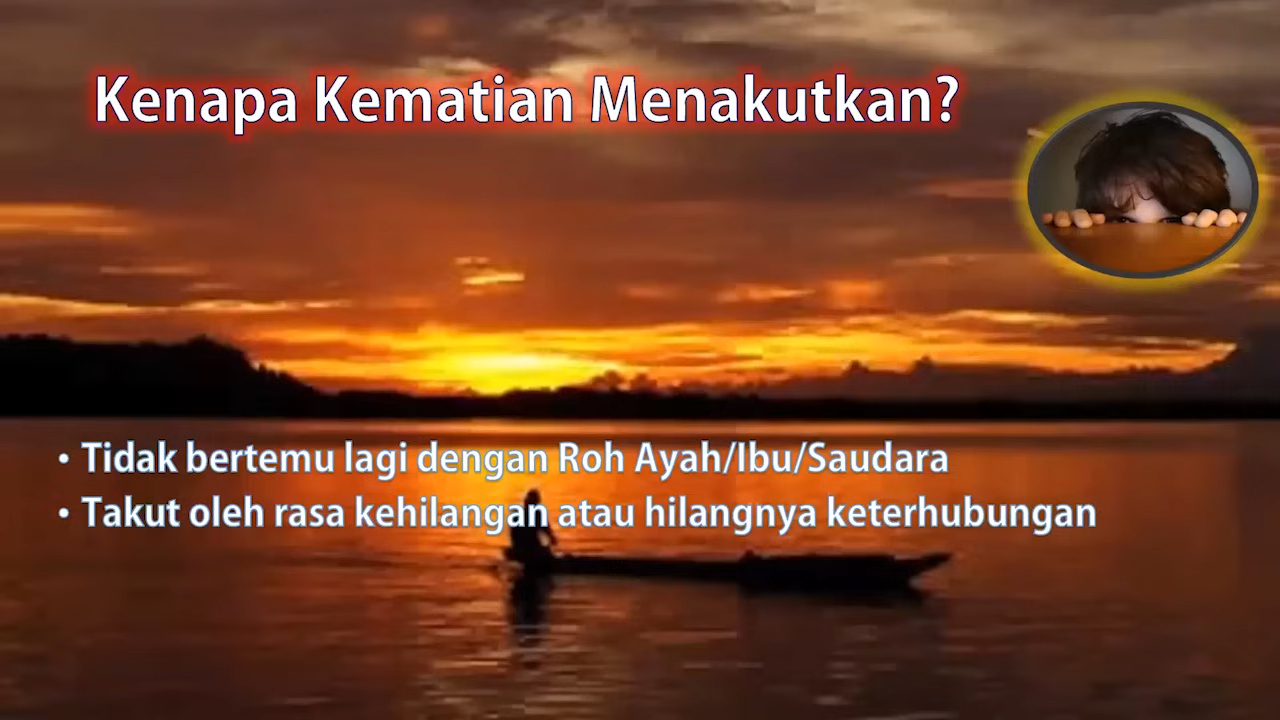 Kenapa Kematian Menakutkan?
• Tidak bertemu lagi dengan Roh Ayah/Ibu/Saudara
• Takut oleh rasa kehilangan atau hilangnya keterhubungan